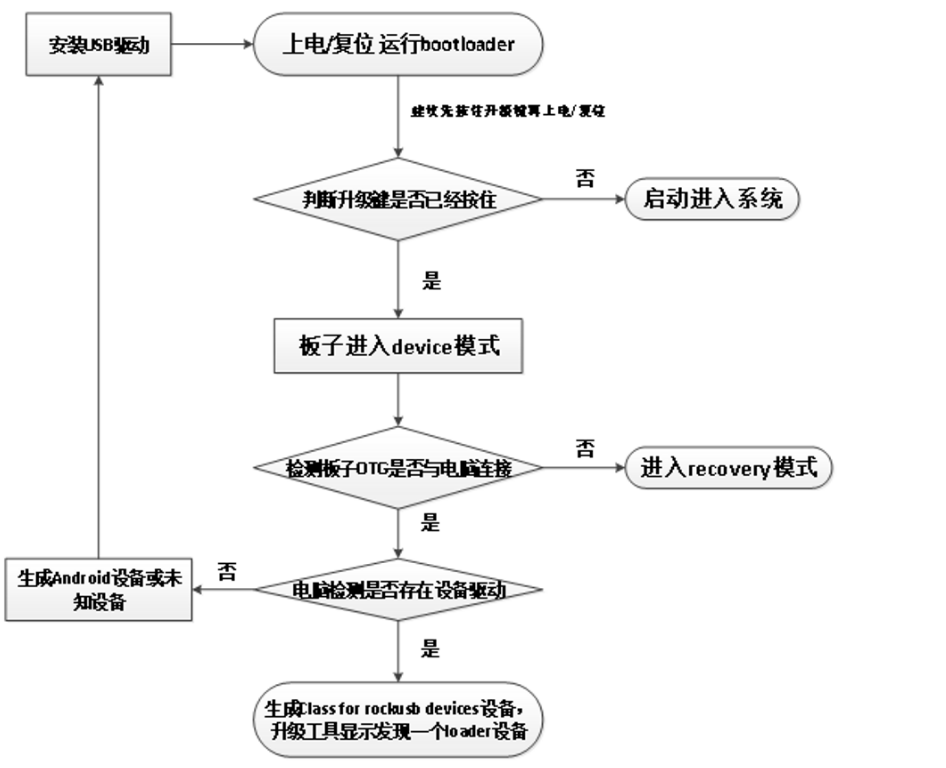 安装USB驱动
上电/复位 运行bootloader
先按住升级键再上电/复位
判断升级键是否已经按住
否
启动进入系统
是
板子进入device模式
检测板子OTG是否与电脑连接
否
进入recovery模式
是
电脑检测是否存在设备驱动
否
生成Android设备或未
知设备
是
生成Class for rockusb devices设备，
升级工具显示发现一个loader设备